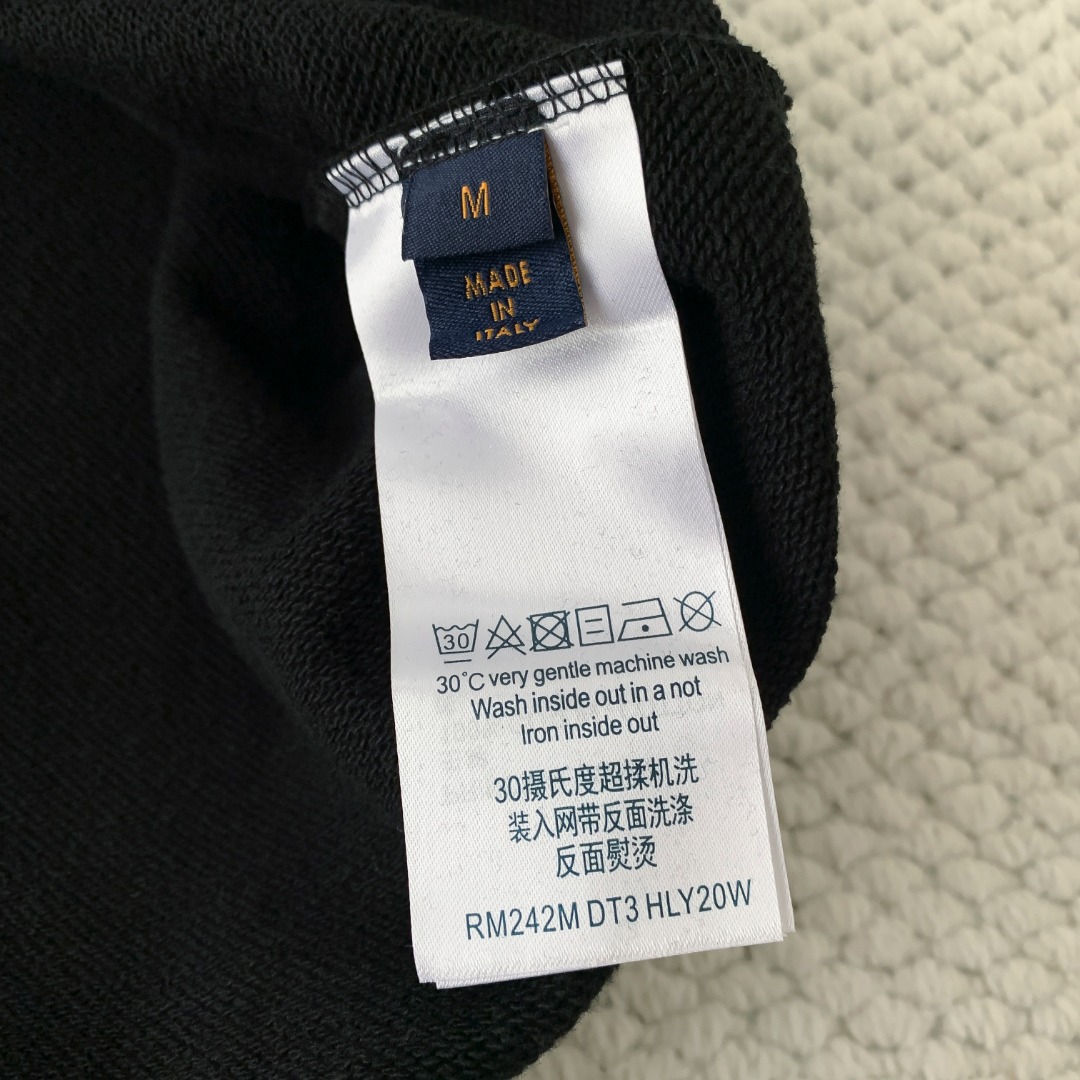 M
MADE
IN
ITALY
30
30°C very gentle machine wash
Wash inside out in a not
Iron inside out
30摄氏度超揉机洗
装入网带反面洗涤
反面熨烫
RM242M DT3 HLY20W